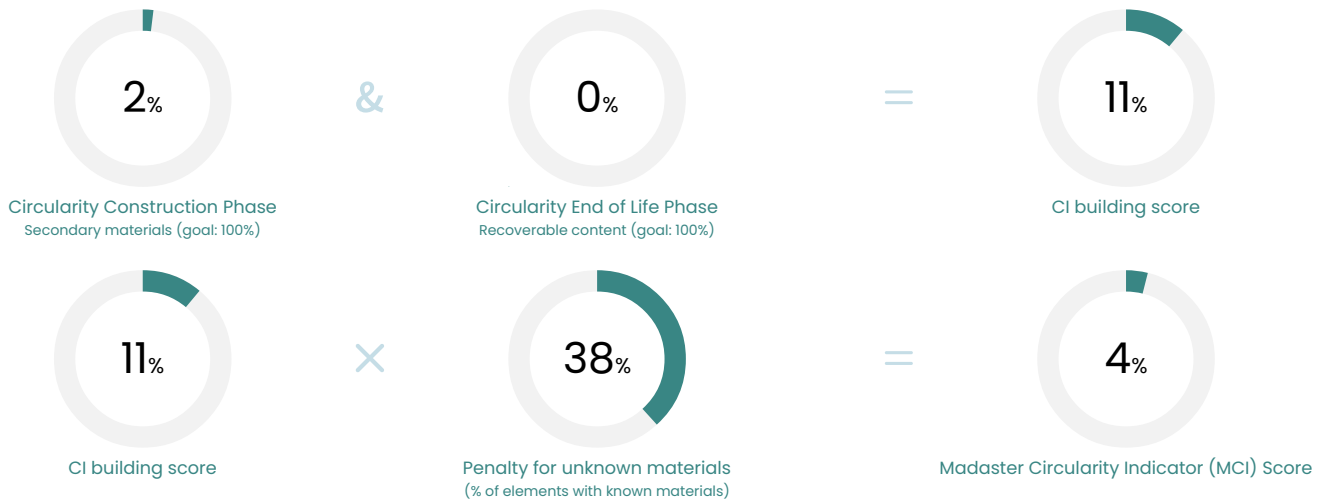 2%
&
0%
=
11%
Circularity Construction Phase
Secondary materials (goal: 100%)
Circularity End of Life Phase
Recoverable content (goal: 100%)
CI building score
11%
×
38%
=
4%
CI building score
Penalty for unknown materials
(% of elements with known materials)
Madaster Circularity Indicator (MCI) Score